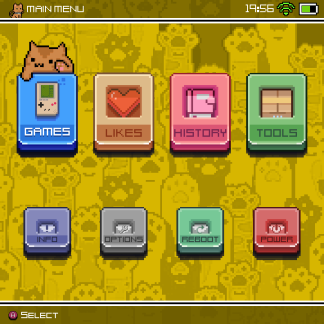 MAIN MENU 19:56
GAMES LIKES HISTORY TOOLS
INFO OPTIONS REBOOT POWER
SELECT